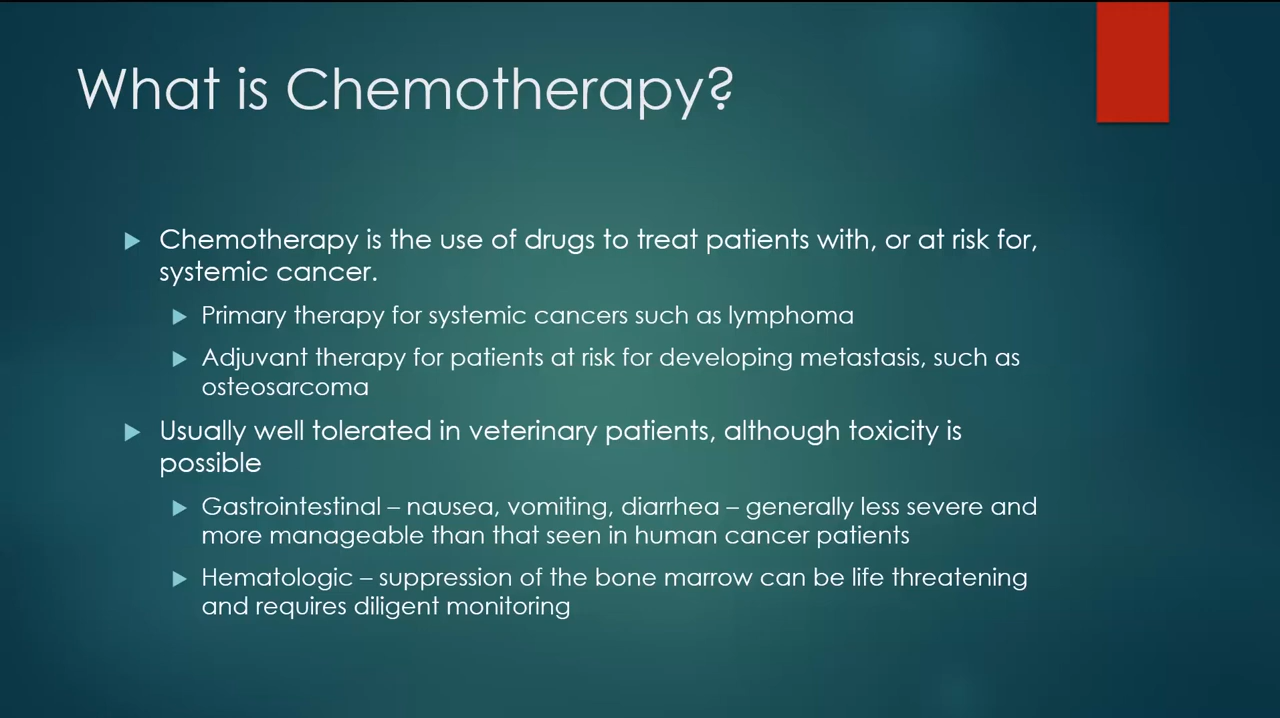 What is Chemotherapy?
Chemotherapy is the use of drugs to treat patients with, or at risk for,
systemic cancer.
Primary therapy for systemic cancers such as lymphoma
Adjuvant therapy for patients at risk for developing metastasis, such as
osteosarcoma
Usually well tolerated in veterinary patients, although toxicity is
possible
Gastrointestinal – nausea, vomiting, diarrhea – generally less severe and
more manageable than that seen in human cancer patients
Hematologic – suppression of the bone marrow can be life threatening
and requires diligent monitoring